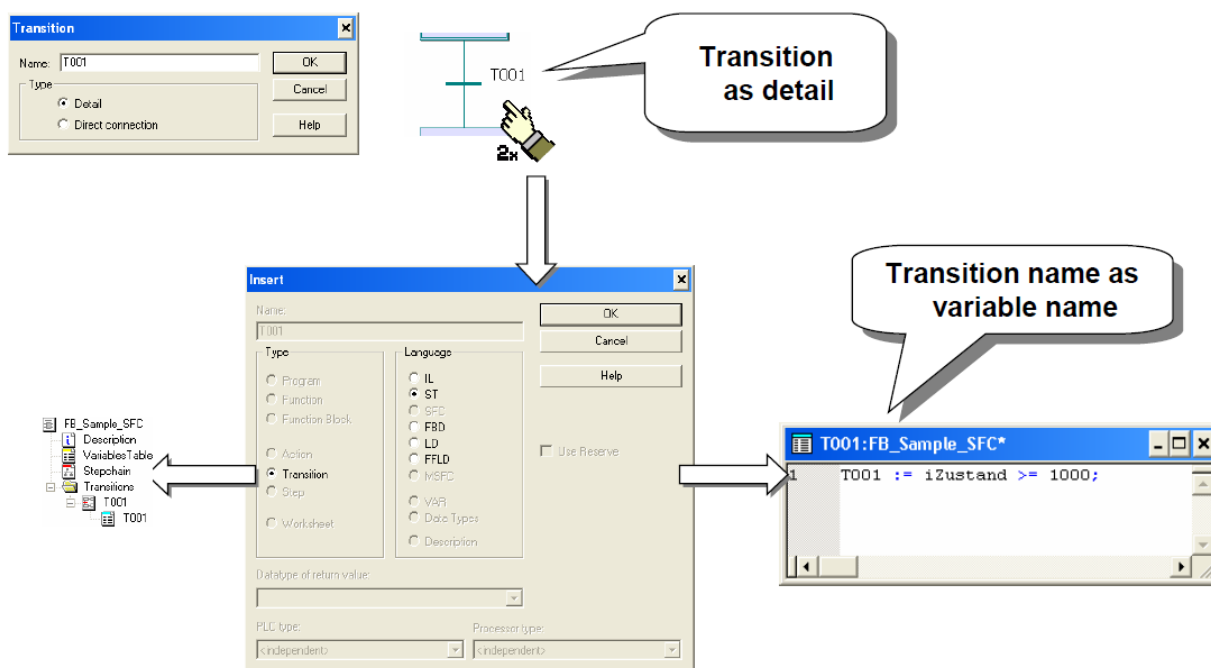 Transition
Name: T001
OK
Type
Detail
Cancel
Direct connection
Help
T001
2x
Transition
as detail
Insert
Name:
T001
OK
Cancel
Help
Type
Program
Function
Function Block
Action
Transition
Step
Worksheet
Language
IL
ST
SFC
FBD
LD
FFLD
MSFC
VAR
Data Types
Description
Use Reserve
Datatype of return value:
PLC type:
<independent>
Processor type:
<independent>
FB_Sample_SFC
Description
VariablesTable
Stepchain
Transitions
T001
T001
Transition name as
variable name
T001:FB_Sample_SFC*
1 T001 := iZustand >= 1000;